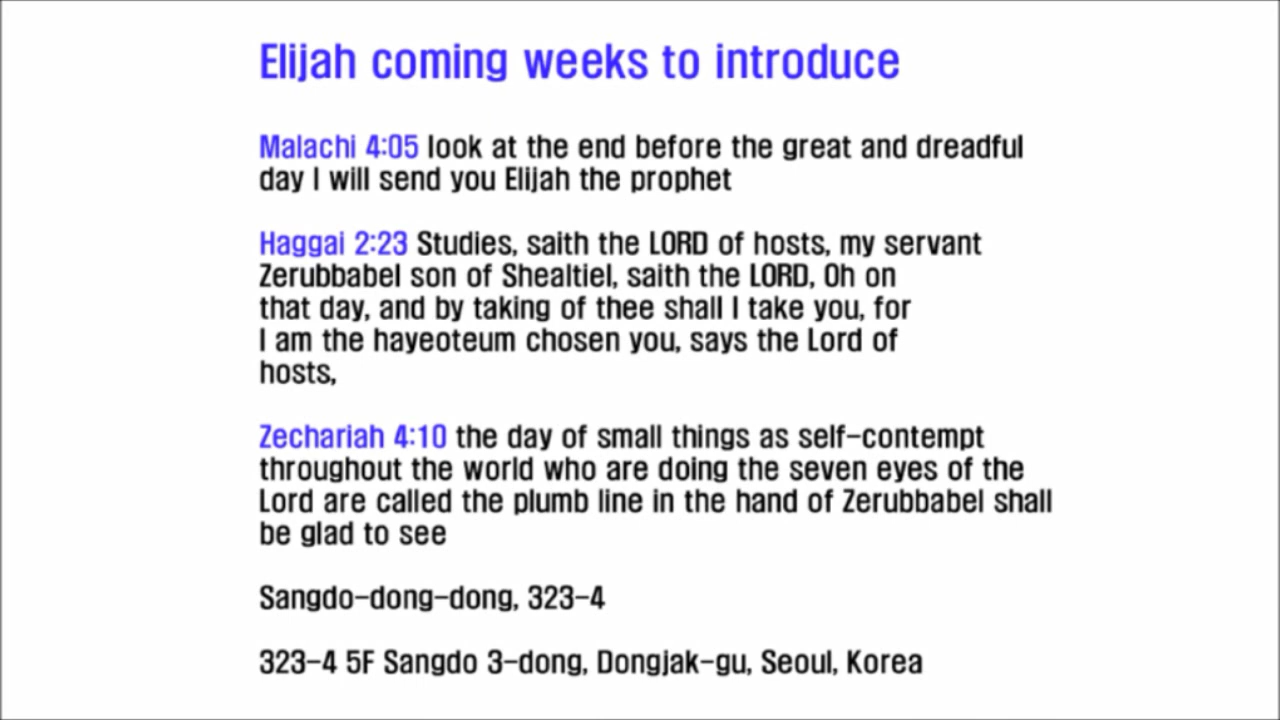 Elijah coming weeks to introduce
Malachi 4:05 look at the end before the great and dreadful
day I will send you Elijah the prophet
Haggai 2:23 Studies, saith the LORD of hosts, my servant
Zerubbabel son of Shealtiel, saith the LORD, Oh on
that day, and by taking of thee shall I take you, for
I am the hayeoteum chosen you, says the Lord of
hosts,
Zechariah 4:10 the day of small things as self-contempt
throughout the world who are doing the seven eyes of the
Lord are called the plumb line in the hand of Zerubbabel shall
be glad to see
Sangdo-dong-dong, 323-4
323-4 5F Sangdo 3-dong, Dongjak-gu, Seoul, Korea